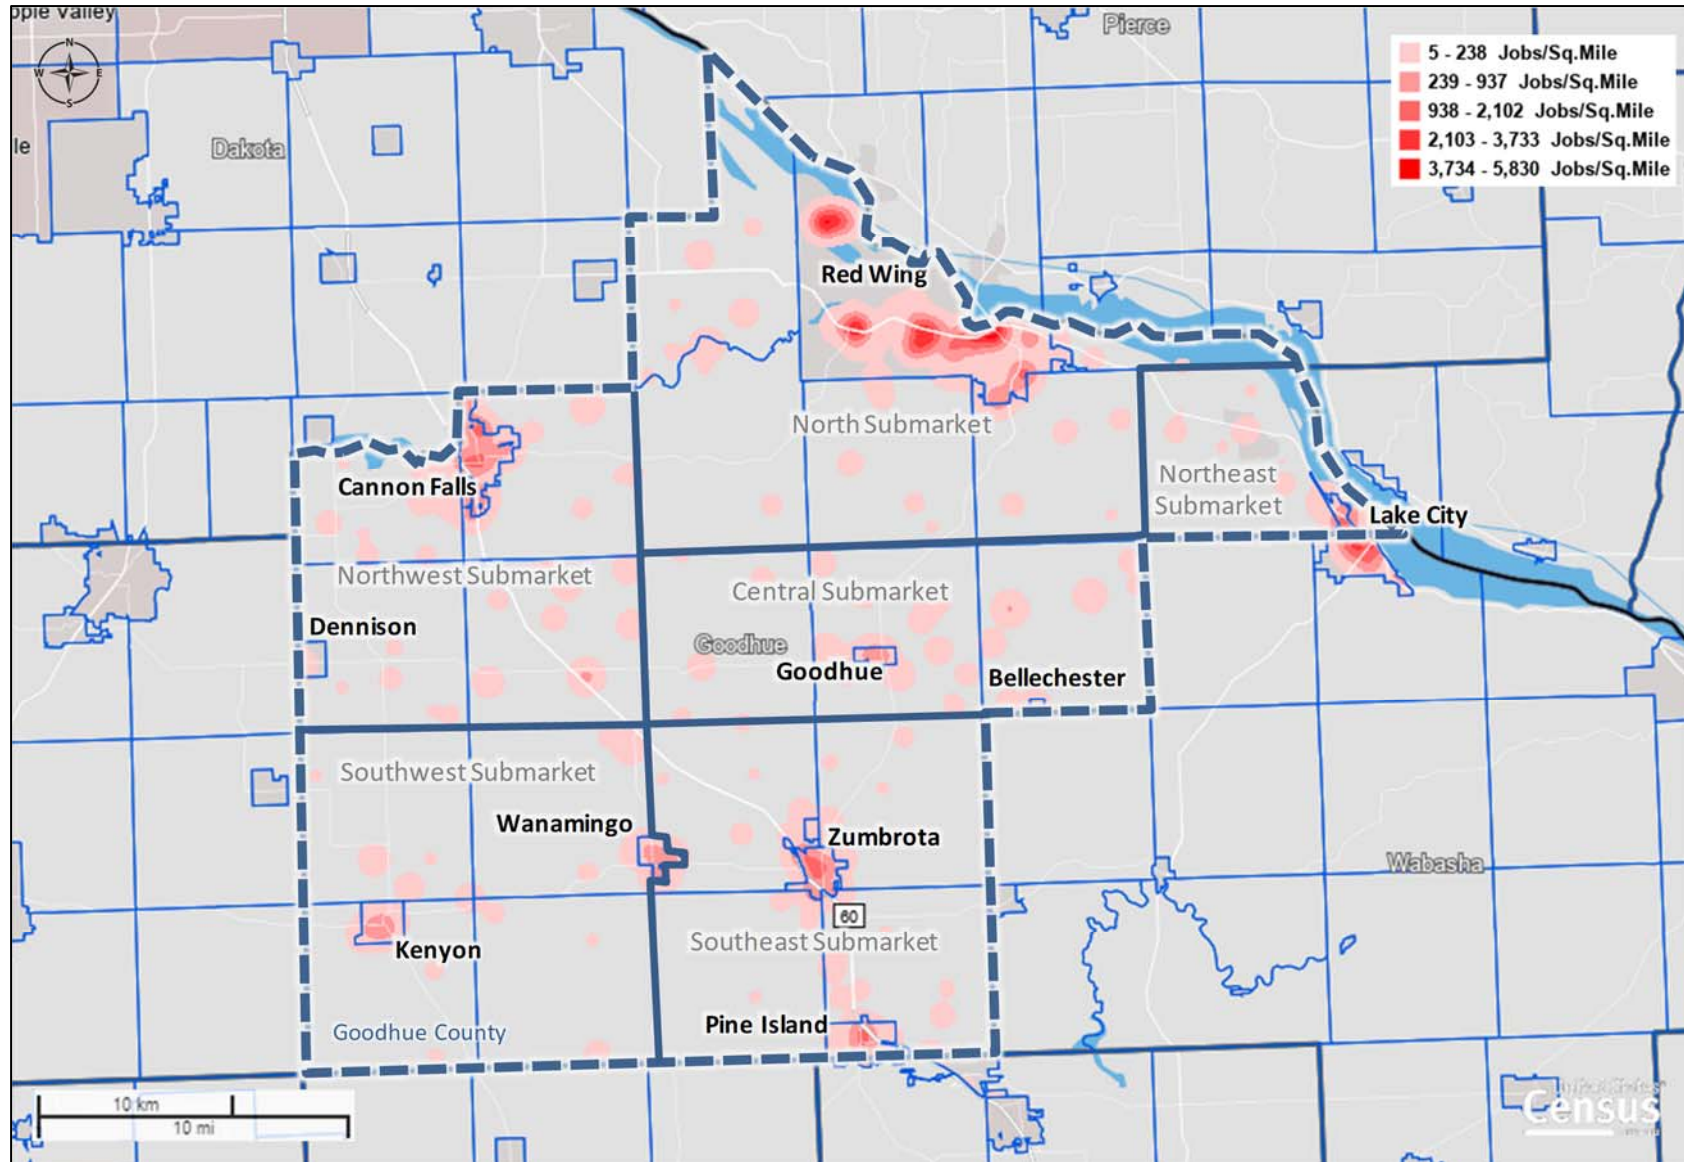 pple Valley
Pierce
N
W
E
S
5 - 238 Jobs/Sq.Mile
239 - 937 Jobs/Sq.Mile
938 - 2,102 Jobs/Sq.Mile
2,103 - 3,733 Jobs/Sq.Mile
3,734 - 5,830 Jobs/Sq.Mile
le
Dakota
Red Wing
North Submarket
Cannon Falls
Northeast
Submarket
Lake City
Northwest Submarket
Central Submarket
Dennison
Goodhue
Goodhue
Bellechester
Southwest Submarket
Wanamingo
Zumbrota
Wabasha
60
Kenyon
Southeast Submarket
Pine Island
Goodhue County
10 km
10 mi
Census